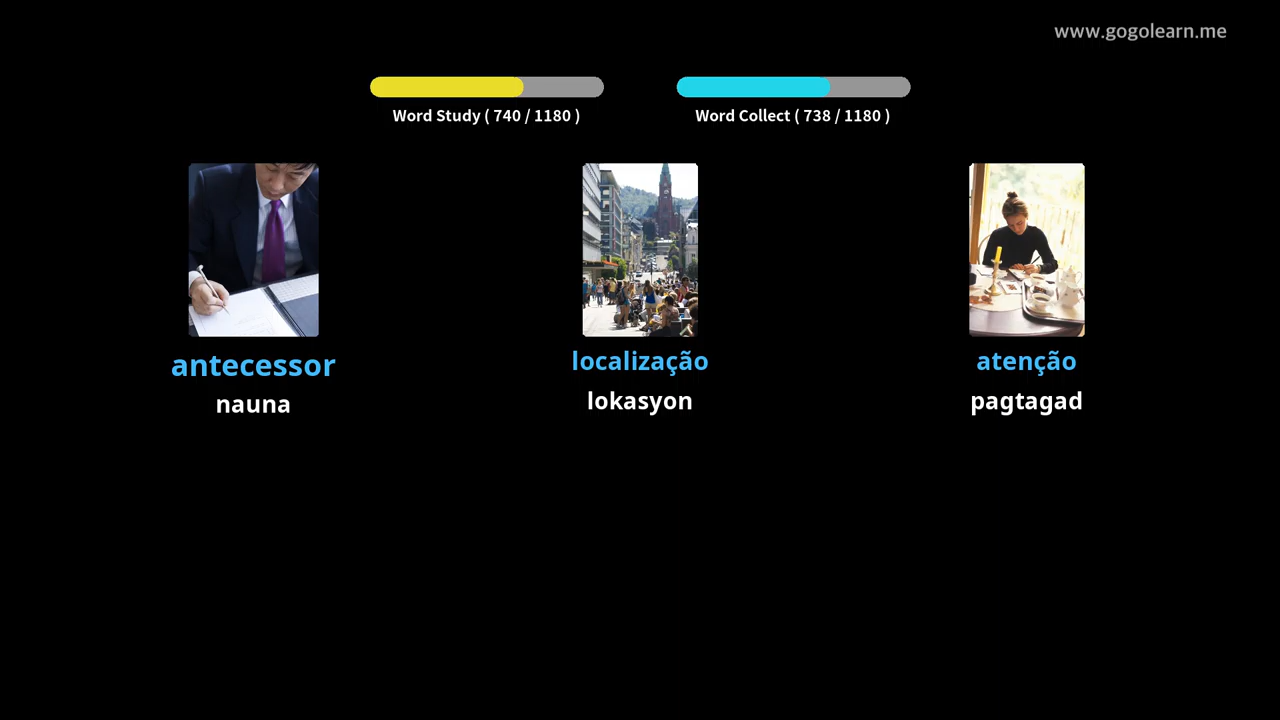 www.gogolearn.me
Word Study ( 740 / 1180 )
Word Collect ( 738 / 1180 )
antecessor
nauna
localização
lokasyon
atenção
pagtagad